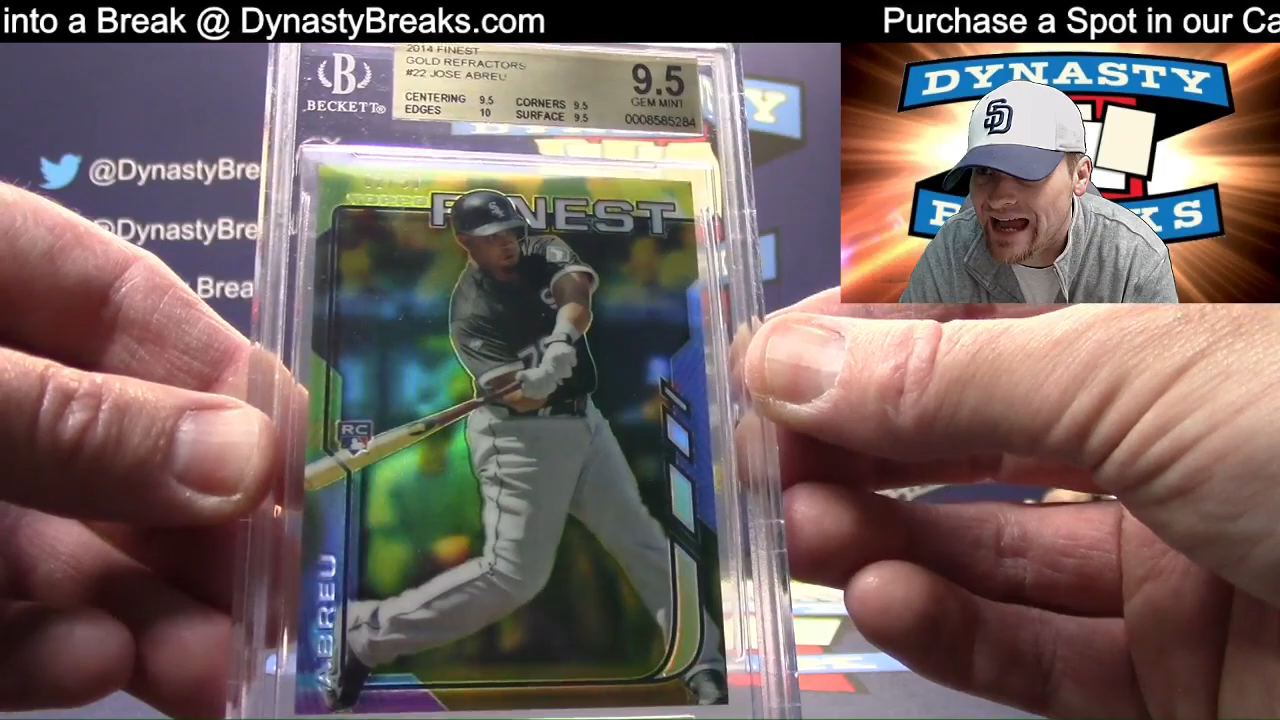 into a Break @ DynastyBreaks.com
Purchase a Spot in our Ca
B
BECKETT®
2014 FINEST
GOLD REFRACTORS
#22 JOSE ABREU
CENTERING 9.5 CORNERS 9.5
EDGES 10 SURFACE 9.5
9.5
GEM MINT
0008585284
@DynastyBre
@DynastyBre
Brea
DYNASTY
SD
FINEST
RC
ABREU